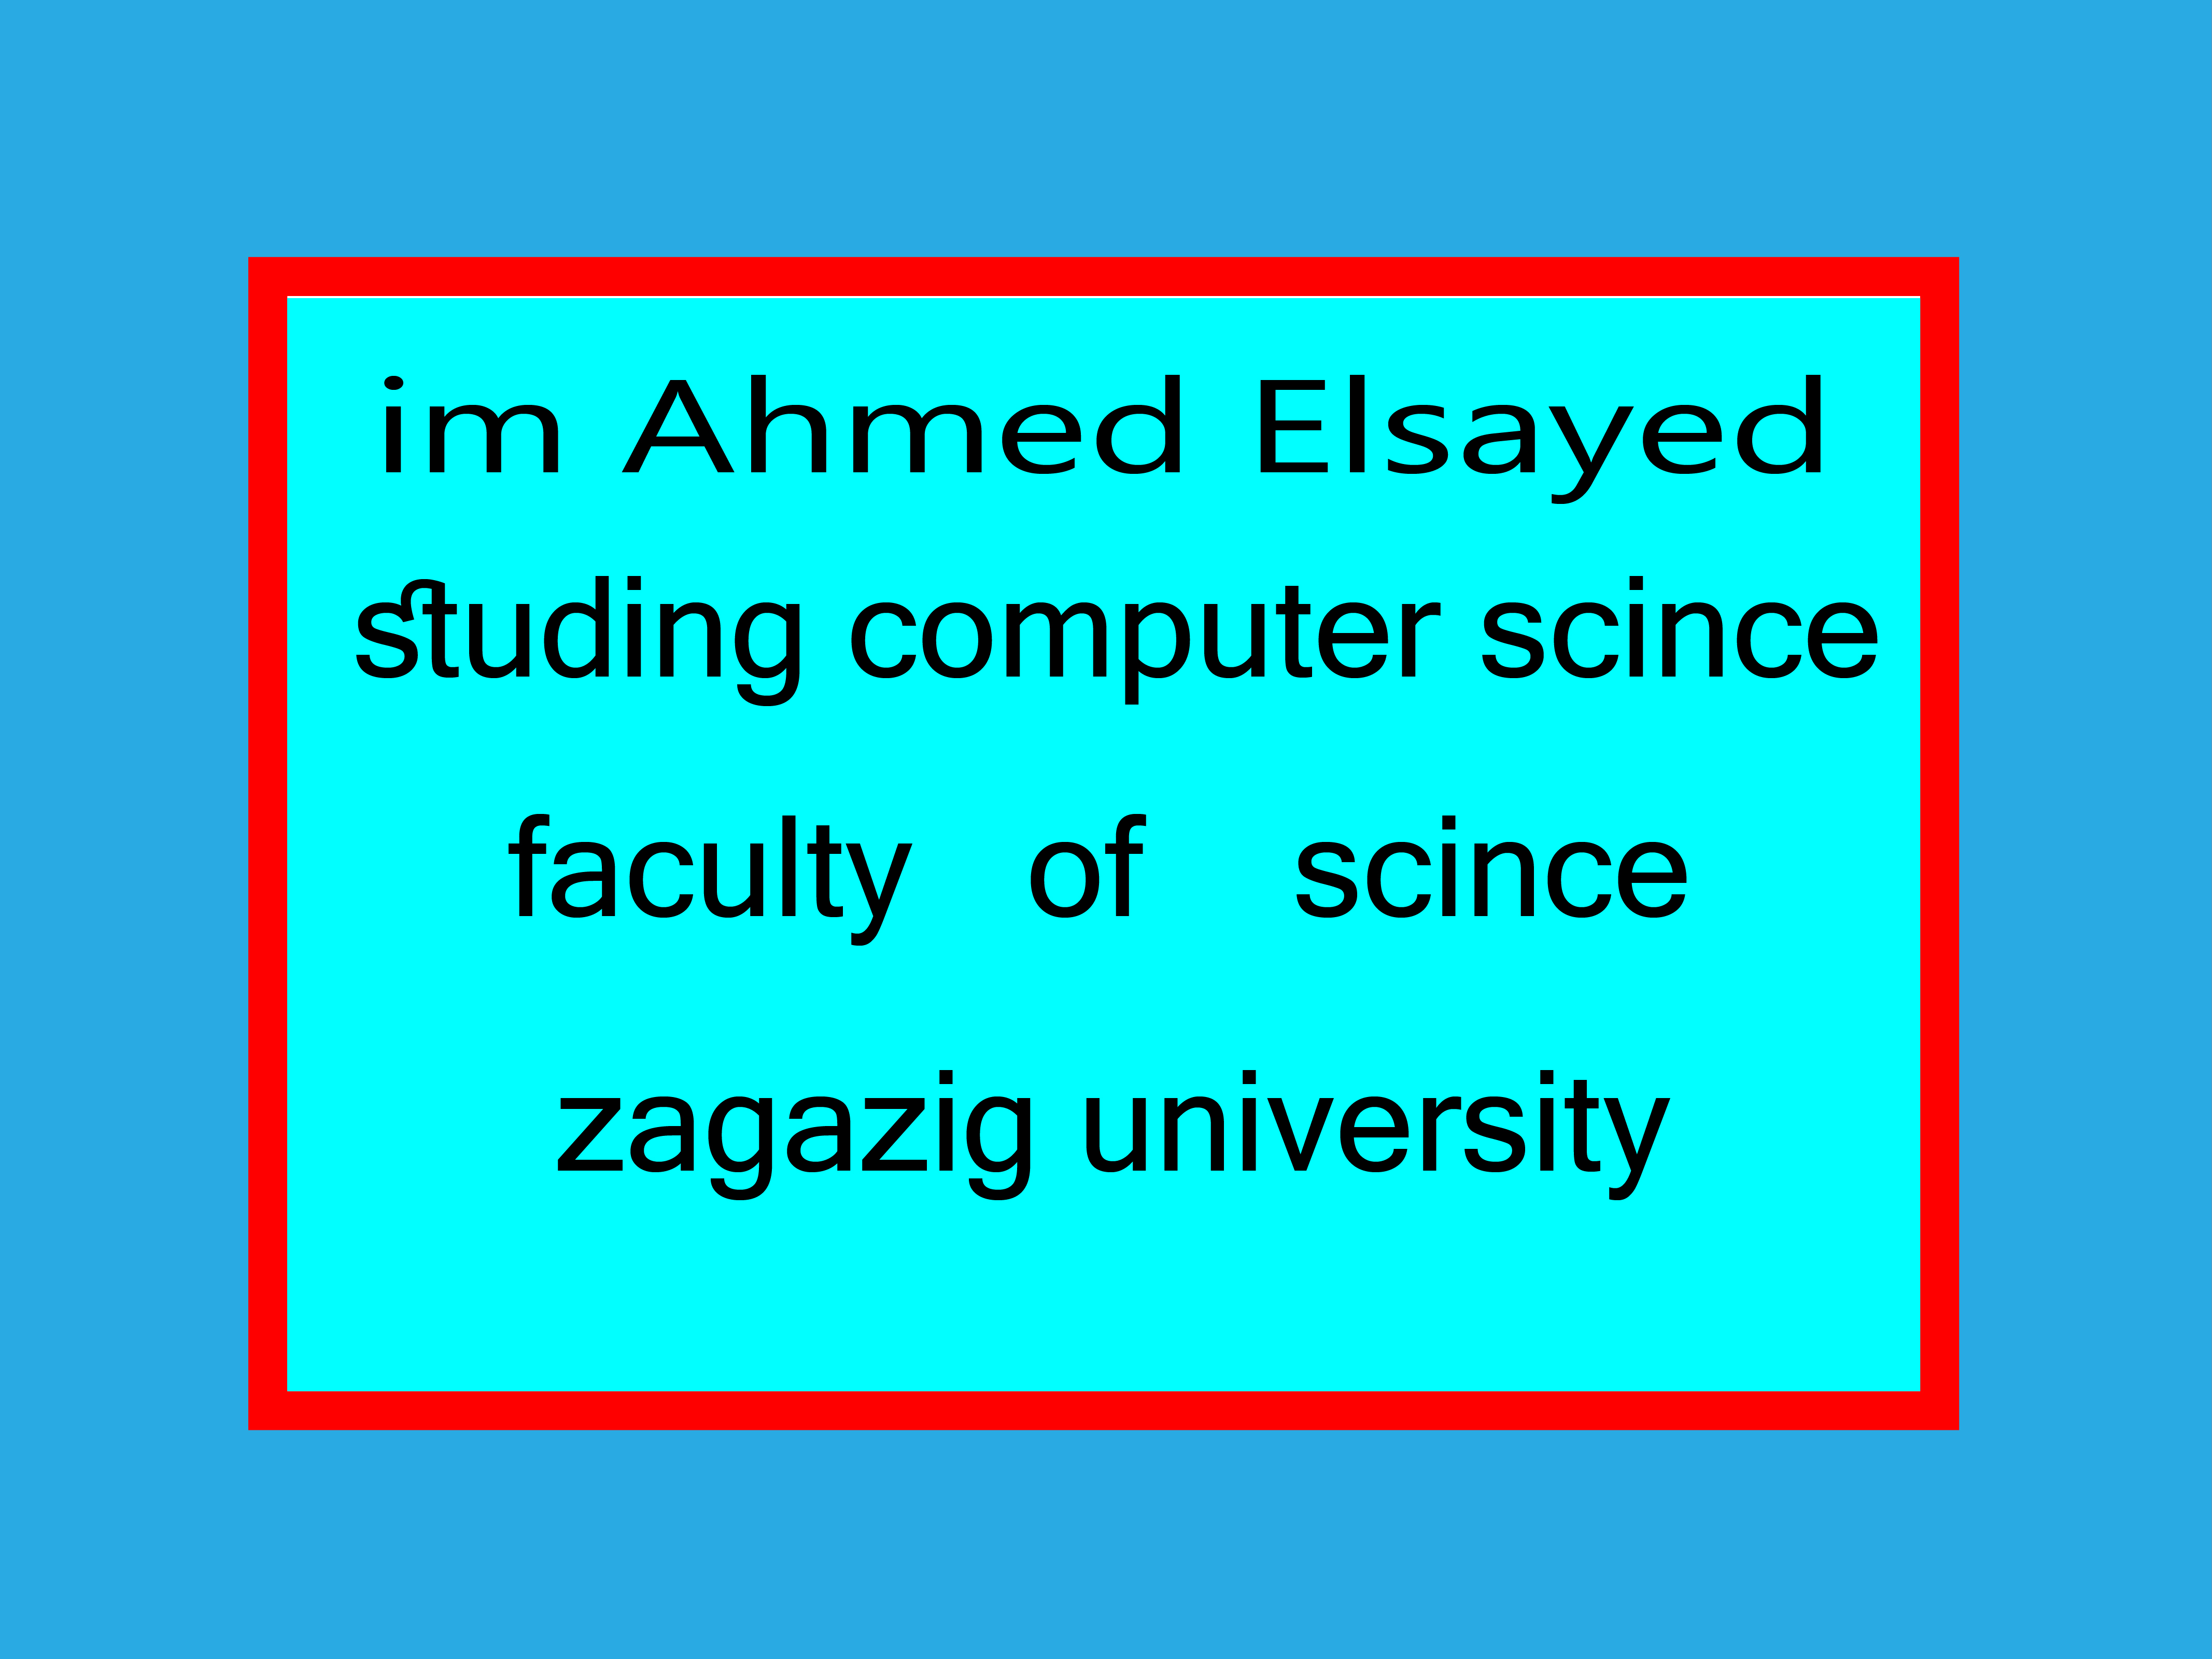 im Ahmed Elsayed
studing computer scince
faculty of scince
zagazig university